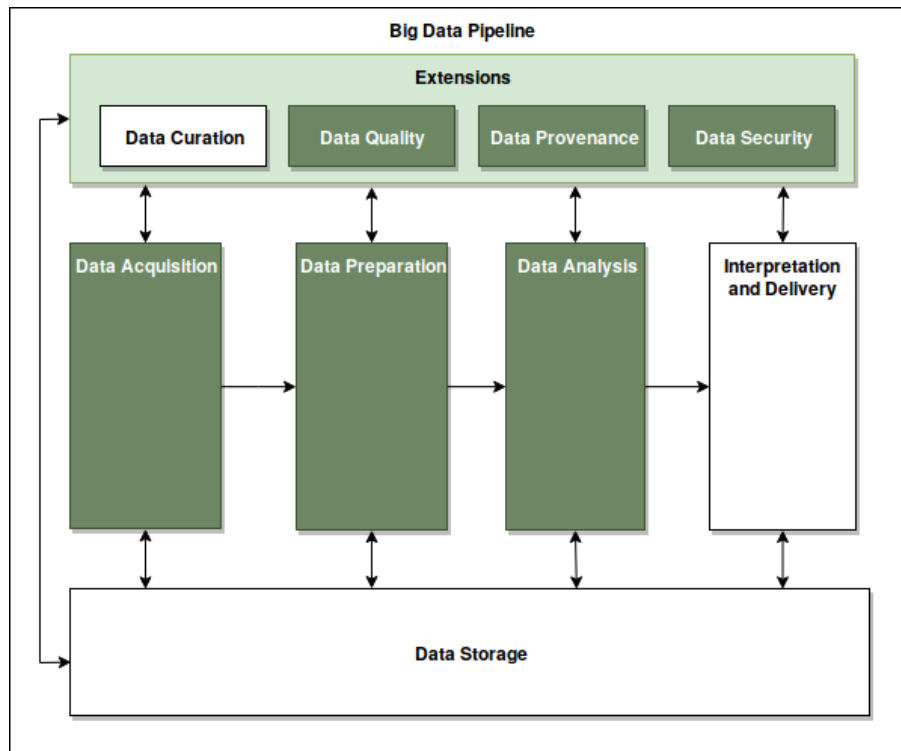 Big Data Pipeline
Extensions
Data Curation
Data Quality
Data Provenance
Data Security
Data Acquisition
Data Preparation
Data Analysis
Interpretation
and Delivery
Data Storage